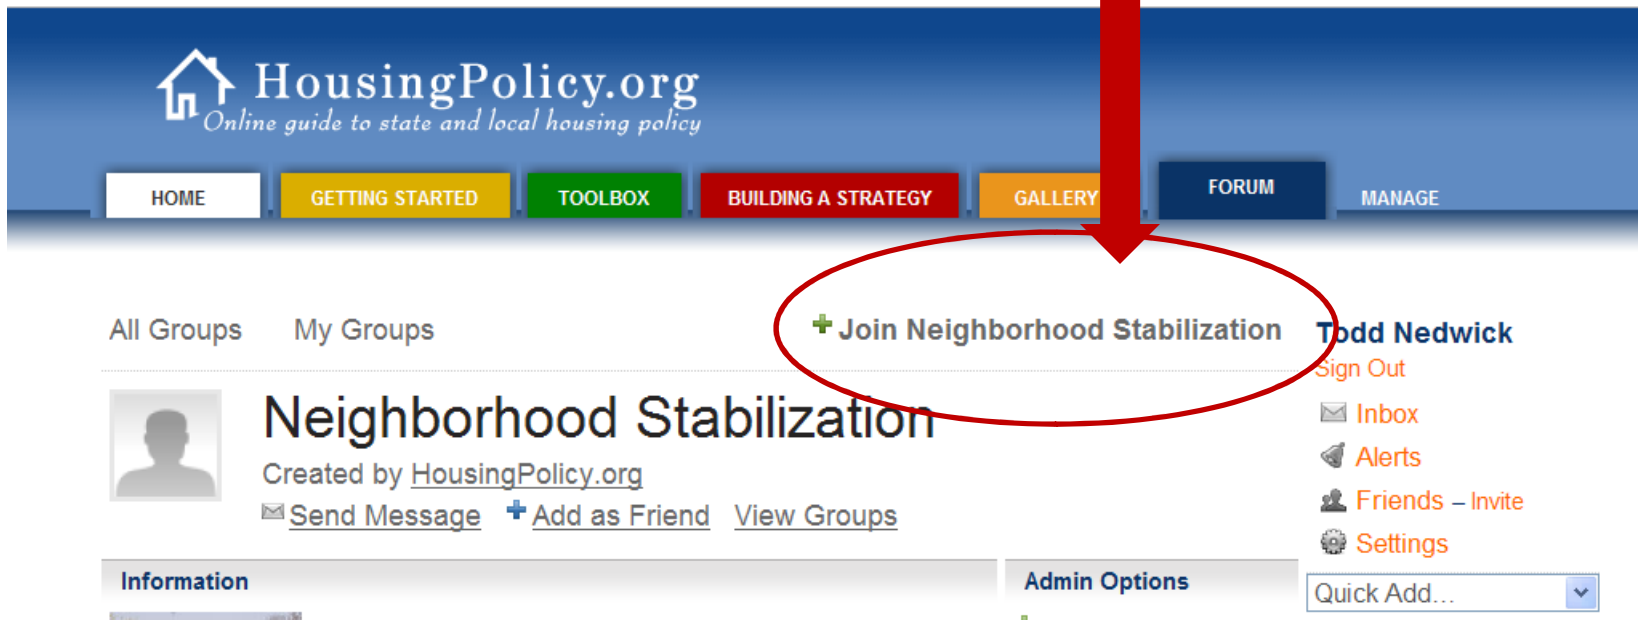 HousingPolicy.org
Online guide to state and local housing policy
HOME GETTING STARTED TOOLBOX BUILDING A STRATEGY GALLERY FORUM MANAGE
All Groups My Groups + Join Neighborhood Stabilization
Todd Nedwick
Sign Out
Neighborhood Stabilization
Created by HousingPolicy.org
Send Message + Add as Friend View Groups
Inbox
Alerts
Friends – Invite
Settings
Information
Admin Options
Quick Add...